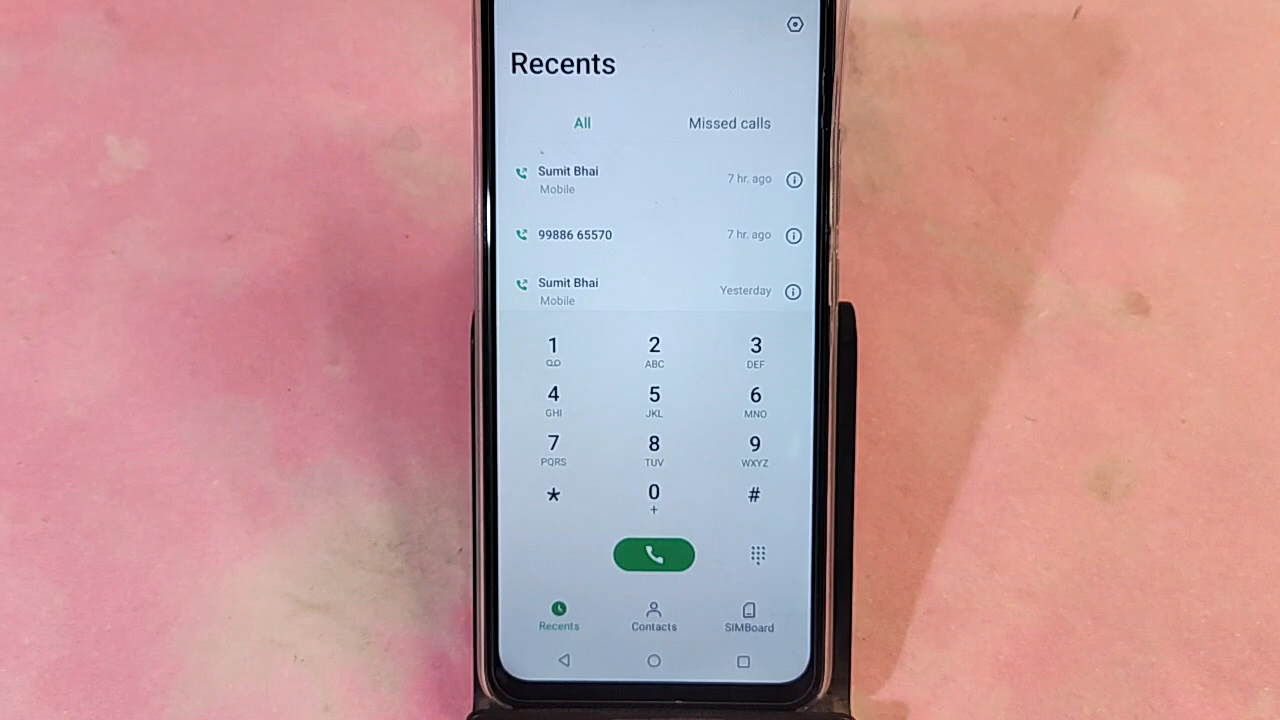 Recents
All Missed calls
Sumit Bhai 7 hr. ago
Mobile
99886 65570 7 hr. ago
Sumit Bhai Yesterday
Mobile
1 2 3
ABC DEF
4 5 6
GHI JKL MNO
7 8 9
PQRS TUV WXYZ
* 0 #
+
Recents Contacts SIMBoard